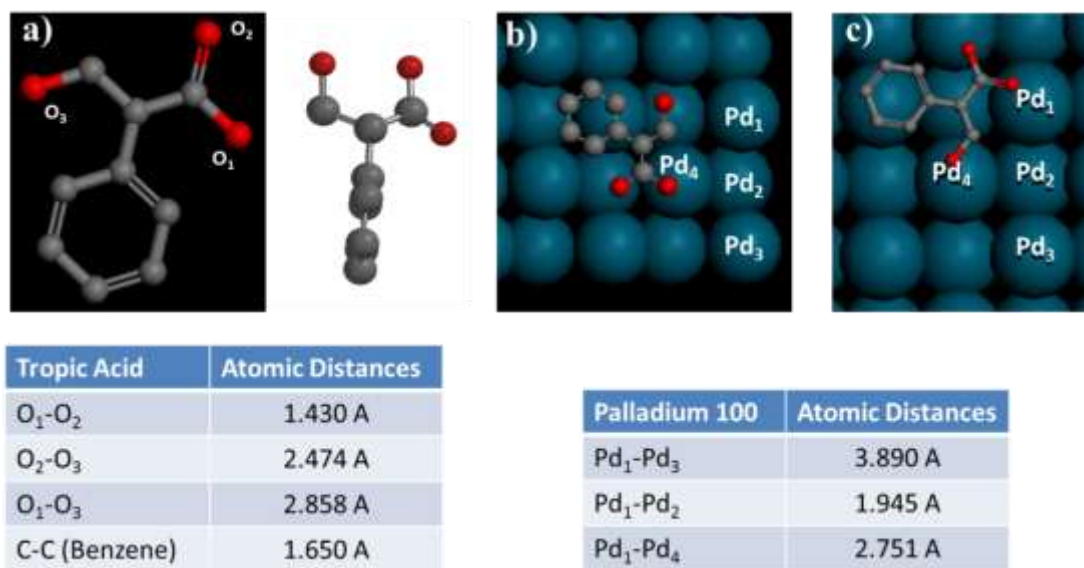 a)
O₂
O₃
O₁
b)
Pd₁
Pd₄
Pd₂
Pd₃
c)
Pd₁
Pd₄
Pd₂
Pd₃
Tropic Acid Atomic Distances
O₁-O₂ 1.430 A
O₂-O₃ 2.474 A
O₁-O₃ 2.858 A
C-C (Benzene) 1.650 A
Palladium 100 Atomic Distances
Pd₁-Pd₃ 3.890 A
Pd₁-Pd₂ 1.945 A
Pd₁-Pd₄ 2.751 A